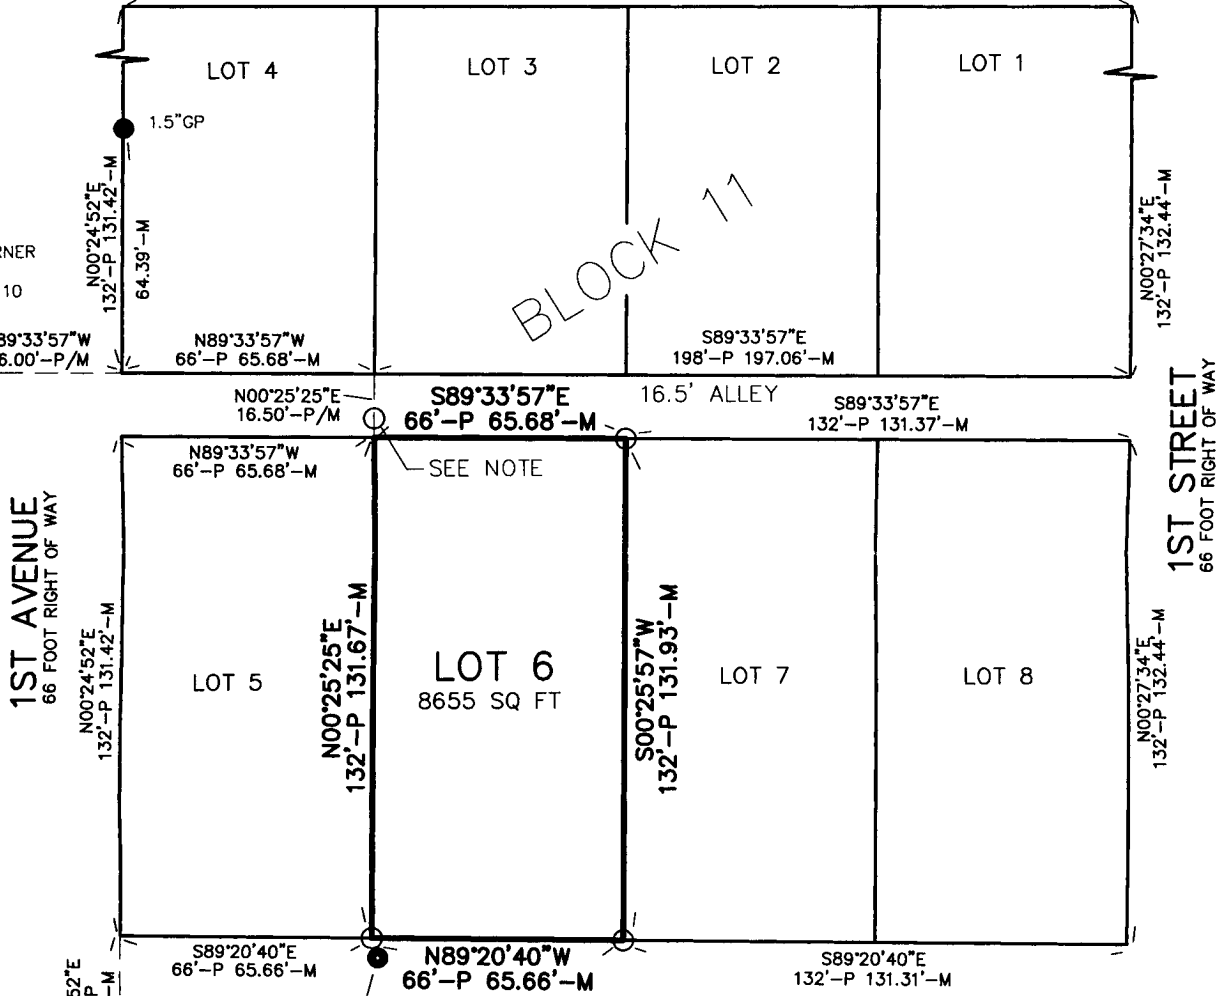 LOT 4
LOT 3
LOT 2
LOT 1
1.5"GP
BLOCK 11
N00°24'52"E
132'-P 131.42'-M
64.39'-M
N00°27'34"E
132'-P 132.44'-M
RNER
10
89°33'57"W
6.00'-P/M
N89°33'57"W
66'-P 65.68'-M
S89°33'57"E
198'-P 197.06'-M
N00°25'25"E
16.50'-P/M
S89°33'57"E
66'-P 65.68'-M
16.5' ALLEY
S89°33'57"E
132'-P 131.37'-M
N89°33'57"W
66'-P 65.68'-M
SEE NOTE
1ST AVENUE
66 FOOT RIGHT OF WAY
1ST STREET
66 FOOT RIGHT OF WAY
N00°24'52"E
132'-P 131.42'-M
LOT 5
N00°25'25"E
132'-P 131.67'-M
LOT 6
8655 SQ FT
S00°25'57"W
132'-P 131.93'-M
LOT 7
LOT 8
N00°27'34"E
132'-P 132.44'-M
S89°20'40"E
66'-P 65.66'-M
N89°20'40"W
66'-P 65.66'-M
S89°20'40"E
132'-P 131.31'-M
52"E
P
-M